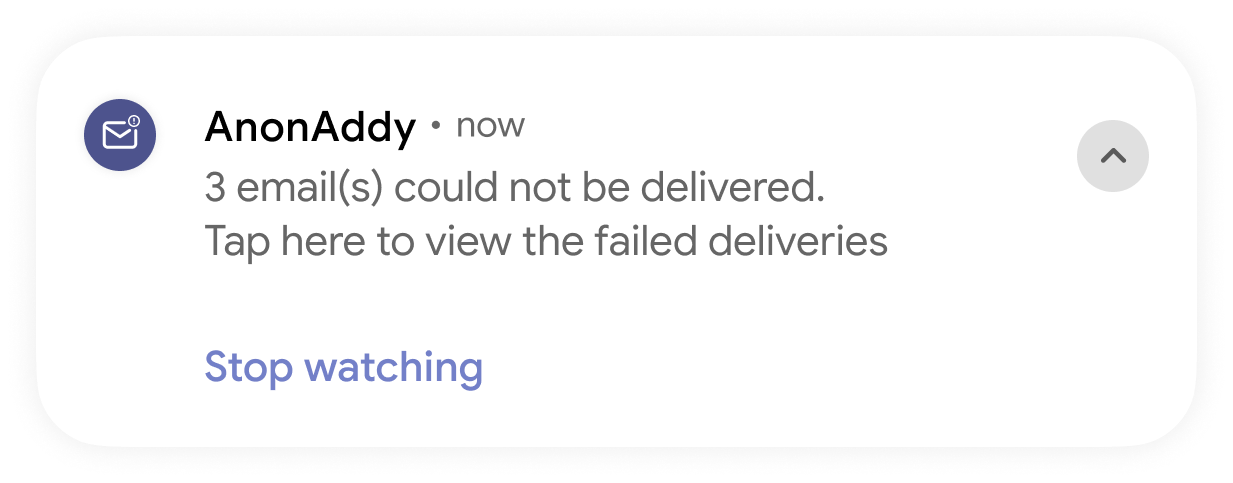 AnonAddy • now
3 email(s) could not be delivered.
Tap here to view the failed deliveries
Stop watching